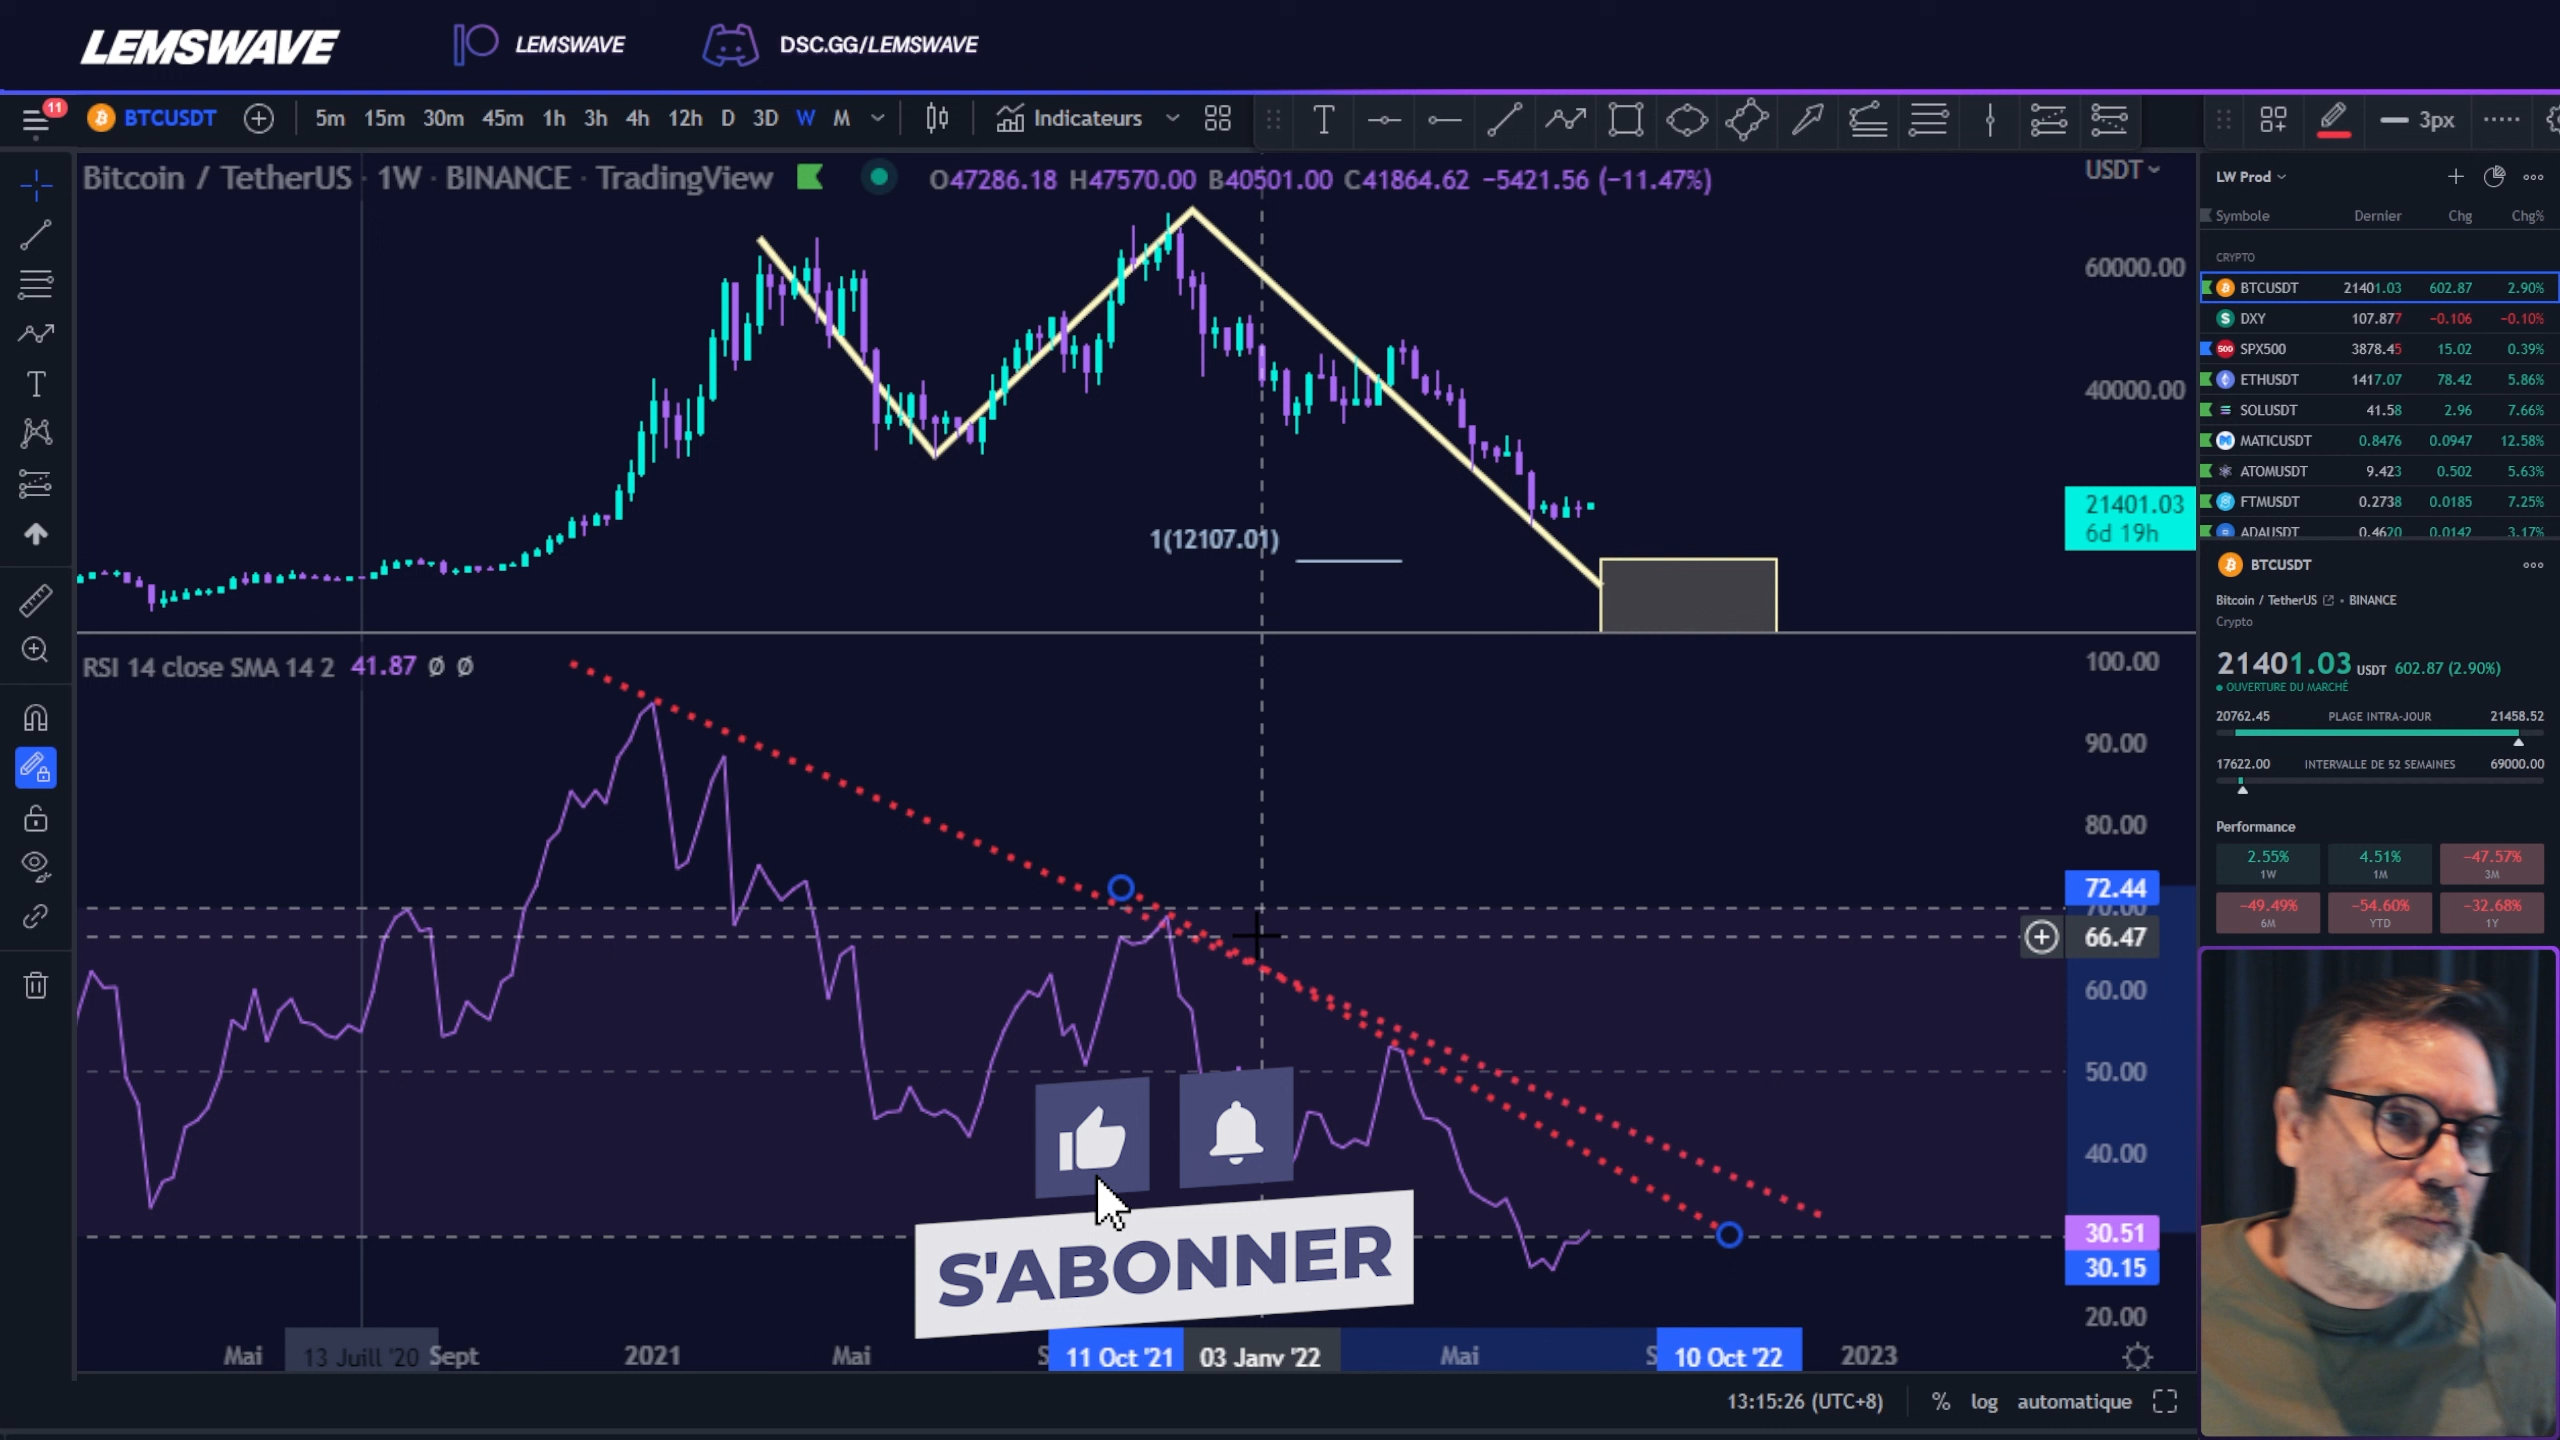 LEMSWAVE LEMSWAVE DSC.GG/LEMSWAVE
11 BTCUSDT 5m 15m 30m 45m 1h 3h 4h 12h D 3D W M Indicateurs T 3px
Bitcoin / TetherUS · 1W · BINANCE · TradingView O47286.18 H47570.00 B40501.00 C41864.62 −5421.56 (−11.47%)
USDT
60000.00
40000.00
21401.03
6d 19h
1(12107.01)
RSI 14 close SMA 14 2 41.87 Ø Ø
100.00
90.00
80.00
72.44
70.00
66.47
60.00
50.00
40.00
30.51
30.15
20.00
S'ABONNER
Mai 13 Juill '20 Sept 2021 Mai S 11 Oct '21 03 Janv '22 Mai S 10 Oct '22 2023
13:15:26 (UTC+8) % log automatique
LW Prod
Symbole Dernier Chg Chg%
CRYPTO
BTCUSDT 21401.03 602.87 2.90%
DXY 107.877 −0.106 −0.10%
500 SPX500 3878.45 15.02 0.39%
ETHUSDT 1417.07 78.42 5.86%
SOLUSDT 41.58 2.96 7.66%
MATICUSDT 0.8476 0.0947 12.58%
ATOMUSDT 9.423 0.502 5.63%
FTMUSDT 0.2738 0.0185 7.25%
ADAUSDT 0.4620 0.0142 3.17%
BTCUSDT
Bitcoin / TetherUS • BINANCE
Crypto
21401.03 USDT 602.87 (2.90%)
OUVERTURE DU MARCHÉ
20762.45 PLAGE INTRA-JOUR 21458.52
17622.00 INTERVALLE DE 52 SEMAINES 69000.00
Performance
2.55% 4.51% −47.57%
1W 1M 3M
−49.49% −54.60% −32.68%
6M YTD 1Y